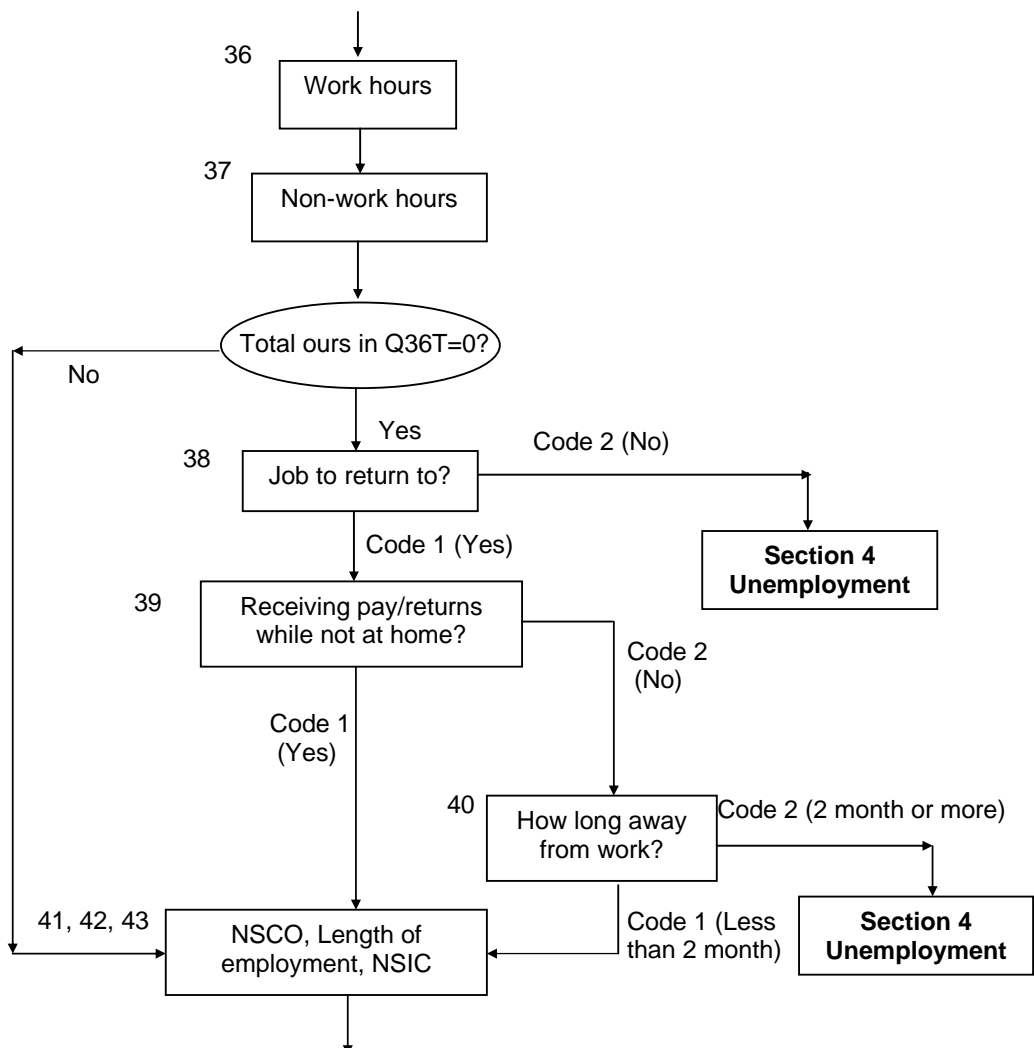 36
Work hours
37
Non-work hours
Total ours in Q36T=0?
No
Yes
38
Job to return to?
Code 2 (No)
Code 1 (Yes)
Section 4
Unemployment
39
Receiving pay/returns
while not at home?
Code 2
(No)
Code 1
(Yes)
40
How long away
from work?
Code 2 (2 month or more)
41, 42, 43
NSCO, Length of
employment, NSIC
Code 1 (Less
than 2 month)
Section 4
Unemployment